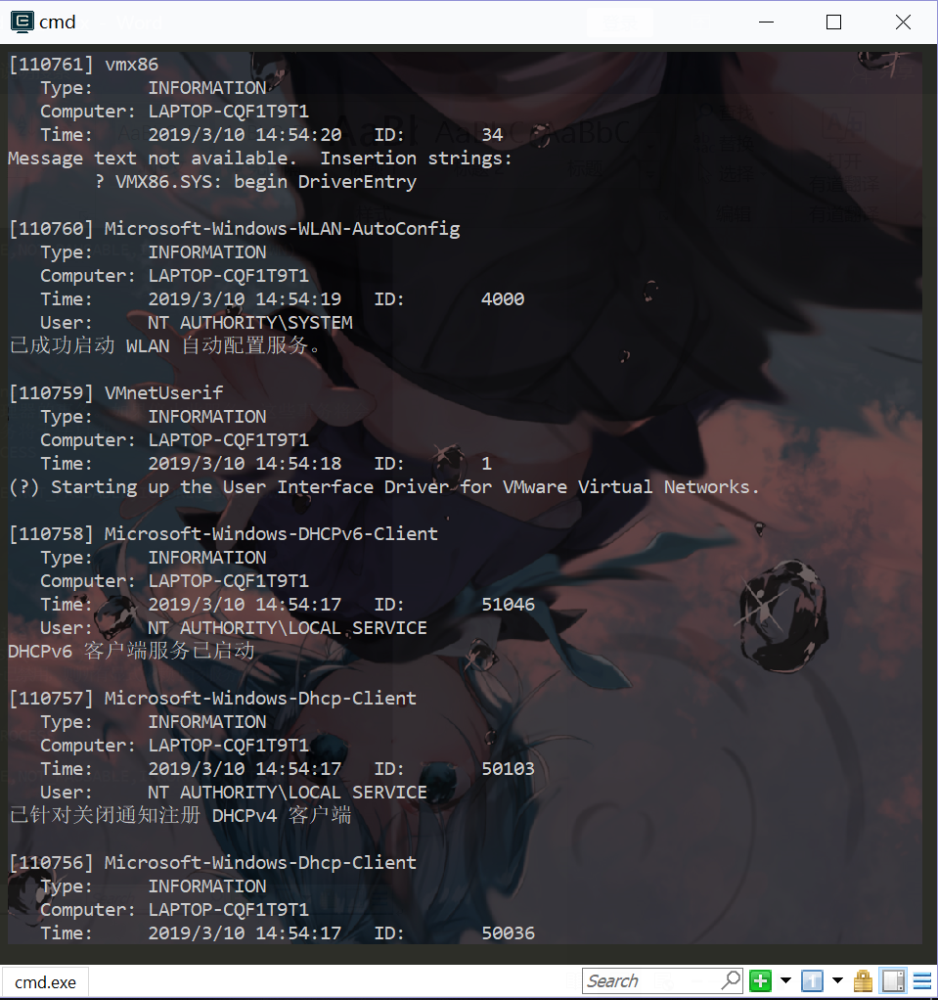 cmd
[110761] vmx86
Type: INFORMATION
Computer: LAPTOP-CQF1T9T1
Time: 2019/3/10 14:54:20 ID: 34
Message text not available. Insertion strings:
? VMX86.SYS: begin DriverEntry
[110760] Microsoft-Windows-WLAN-AutoConfig
Type: INFORMATION
Computer: LAPTOP-CQF1T9T1
Time: 2019/3/10 14:54:19 ID: 4000
User: NT AUTHORITY\SYSTEM
已成功启动 WLAN 自动配置服务。
[110759] VMnetUserif
Type: INFORMATION
Computer: LAPTOP-CQF1T9T1
Time: 2019/3/10 14:54:18 ID: 1
(?) Starting up the User Interface Driver for VMware Virtual Networks.
[110758] Microsoft-Windows-DHCPv6-Client
Type: INFORMATION
Computer: LAPTOP-CQF1T9T1
Time: 2019/3/10 14:54:17 ID: 51046
User: NT AUTHORITY\LOCAL SERVICE
DHCPv6 客户端服务已启动
[110757] Microsoft-Windows-Dhcp-Client
Type: INFORMATION
Computer: LAPTOP-CQF1T9T1
Time: 2019/3/10 14:54:17 ID: 50103
User: NT AUTHORITY\LOCAL SERVICE
已针对关闭通知注册 DHCPv4 客户端
[110756] Microsoft-Windows-Dhcp-Client
Type: INFORMATION
Computer: LAPTOP-CQF1T9T1
Time: 2019/3/10 14:54:17 ID: 50036
cmd.exe Search